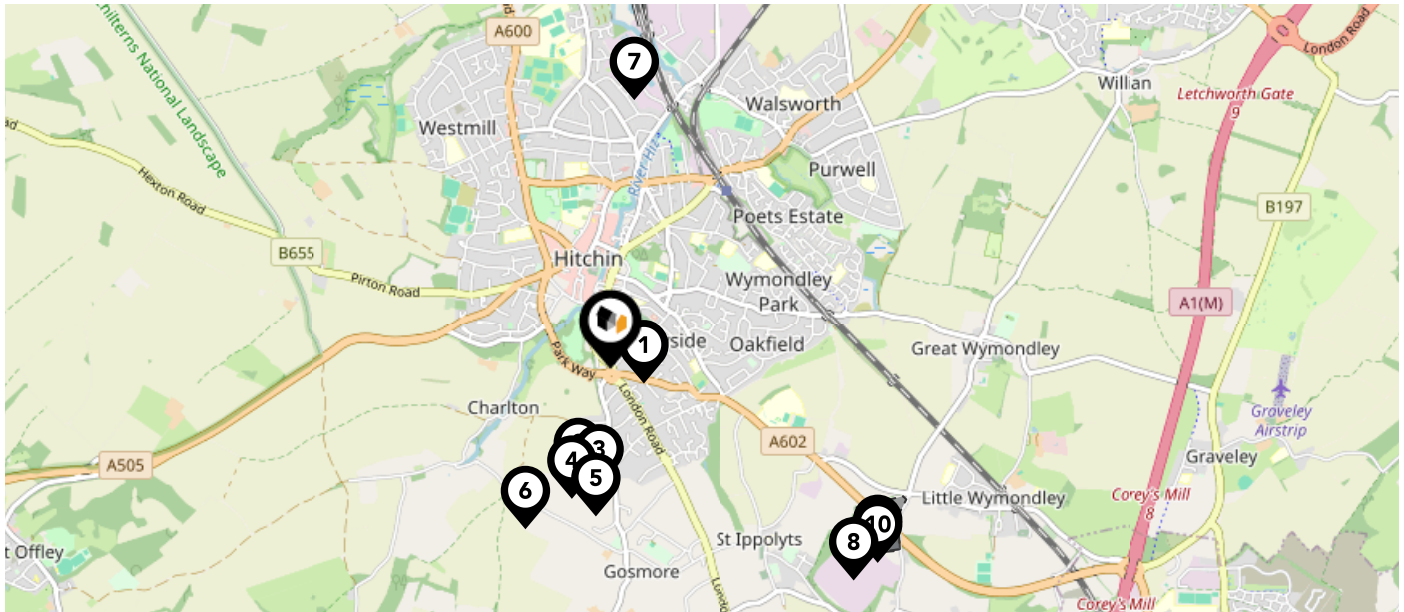 Chilterns National Landscape
A600
7
Walsworth
Willian
London Road
Letchworth Gate
9
Westmill
River Hiz
Purwell
Hexton Road
B197
Poets Estate
B655
Hitchin
Pirton Road
Wymondley
Park
A1(M)
1
Oakfield
Great Wymondley
Park Way
Charlton
London Road
Graveley
Airstrip
3
4
A602
A505
5
6
Graveley
Little Wymondley
Corey's Mill
8
10
8
St Ippolyts
Gosmore
t Offley
Corey's Mill